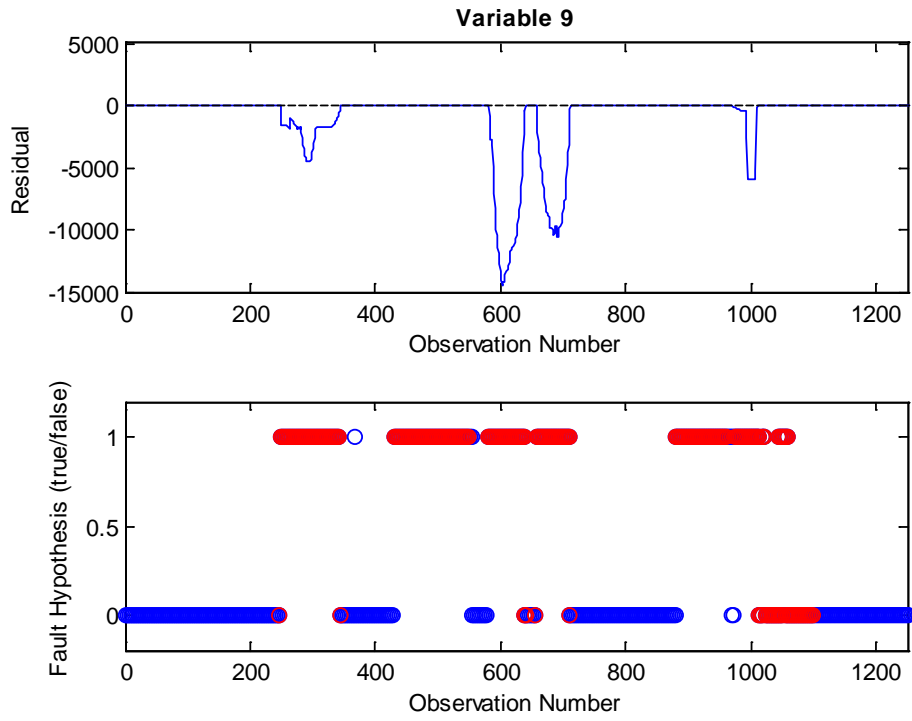 Variable 9
5000
0
-5000
-10000
-15000
Residual
0 200 400 600 800 1000 1200
Observation Number
1
0.5
0
Fault Hypothesis (true/false)
0 200 400 600 800 1000 1200
Observation Number